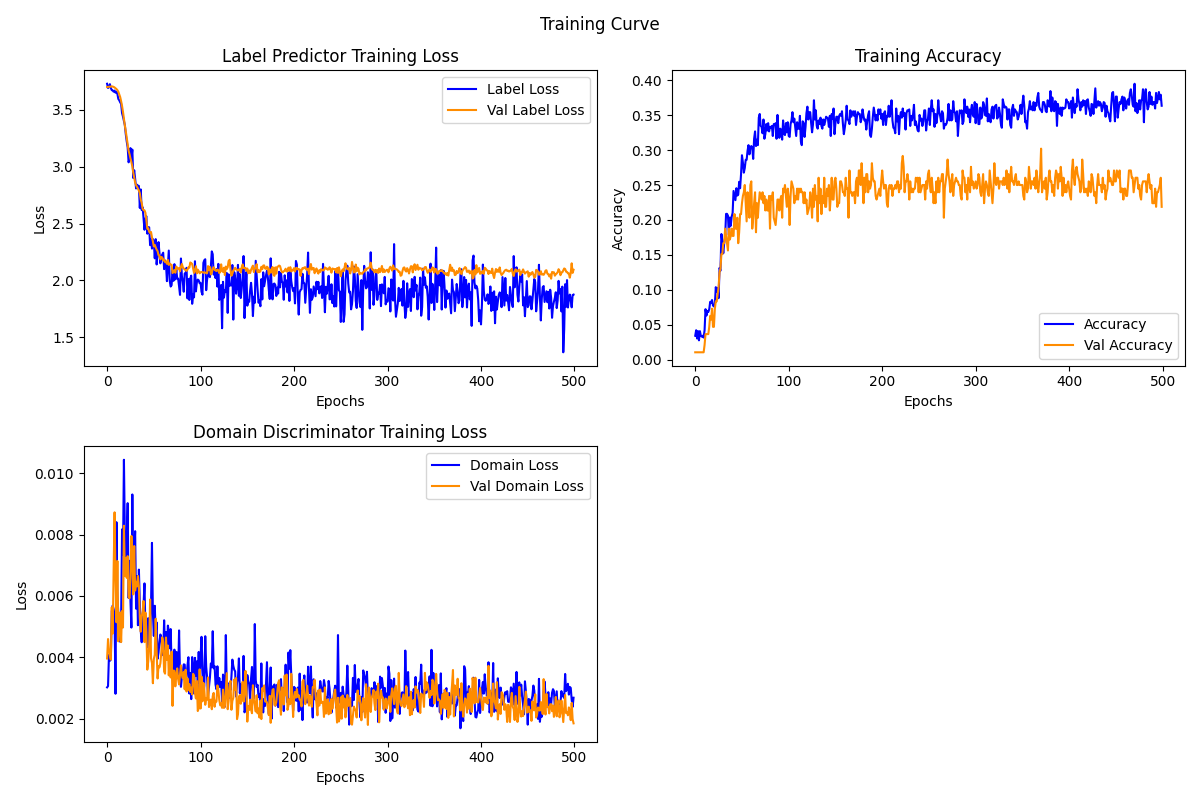 Training Curve
Label Predictor Training Loss
3.5
3.0
2.5
2.0
1.5
Loss
Label Loss
Val Label Loss
0 100 200 300 400 500
Epochs
Training Accuracy
0.40
0.35
0.30
0.25
0.20
0.15
0.10
0.05
0.00
Accuracy
Accuracy
Val Accuracy
0 100 200 300 400 500
Epochs
Domain Discriminator Training Loss
0.010
0.008
0.006
0.004
0.002
Loss
Domain Loss
Val Domain Loss
0 100 200 300 400 500
Epochs